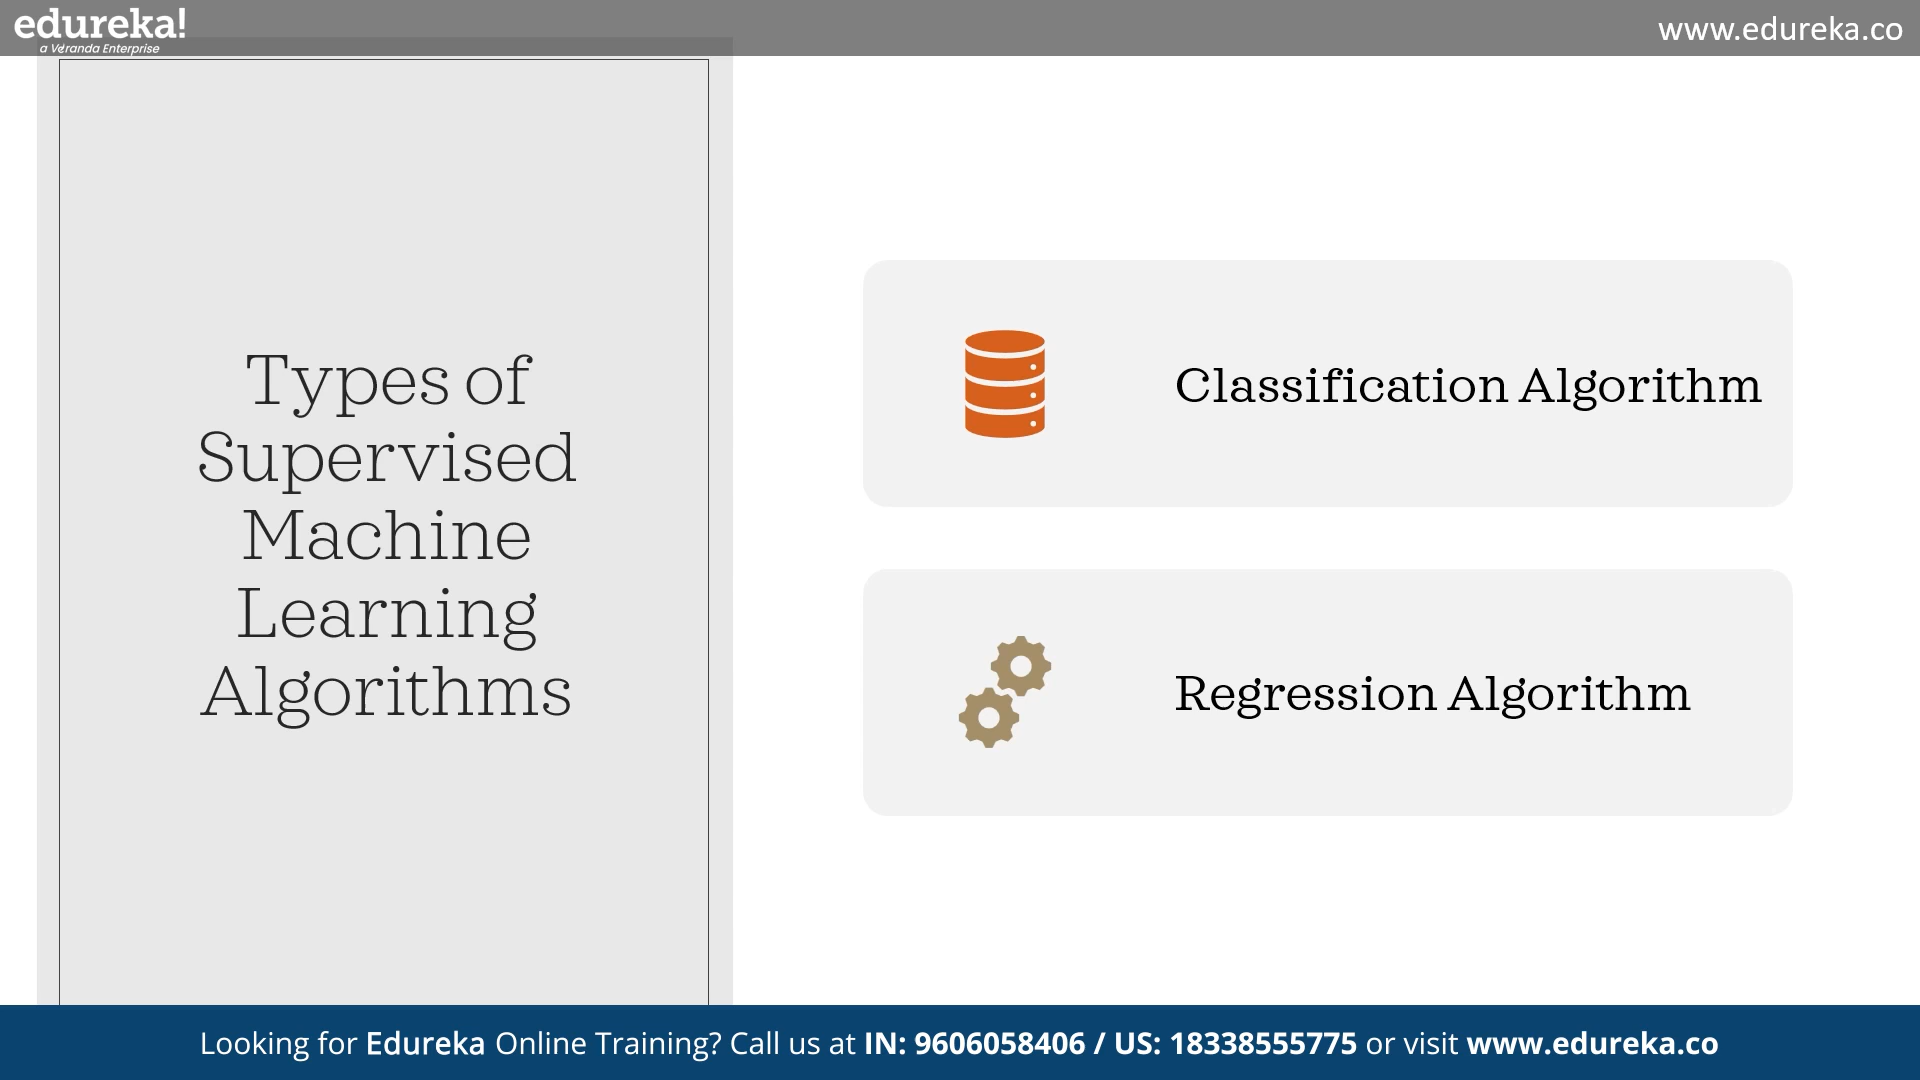 edureka!
a Veranda Enterprise
www.edureka.co
Types of
Supervised
Machine
Learning
Algorithms
Classification Algorithm
Regression Algorithm
Looking for Edureka Online Training? Call us at IN: 9606058406 / US: 18338555775 or visit www.edureka.co